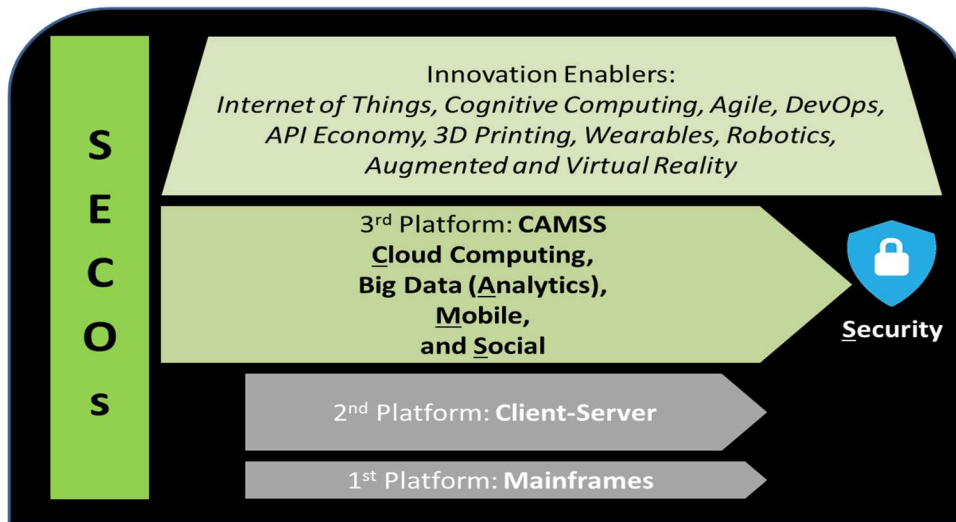 SECOs
Innovation Enablers:
Internet of Things, Cognitive Computing, Agile, DevOps,
API Economy, 3D Printing, Wearables, Robotics,
Augmented and Virtual Reality
3rd Platform: CAMSS
Cloud Computing,
Big Data (Analytics),
Mobile,
and Social
Security
2nd Platform: Client-Server
1st Platform: Mainframes